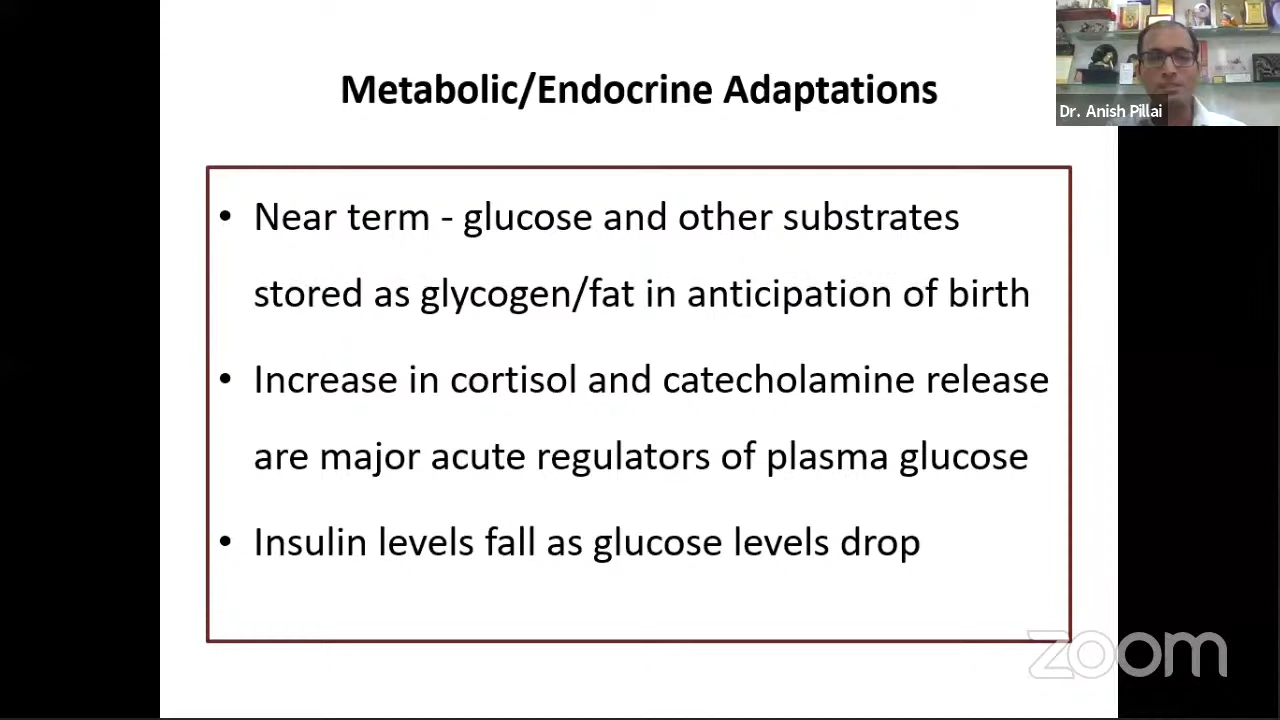 Metabolic/Endocrine Adaptations
Dr. Anish Pillai
• Near term - glucose and other substrates
stored as glycogen/fat in anticipation of birth
• Increase in cortisol and catecholamine release
are major acute regulators of plasma glucose
• Insulin levels fall as glucose levels drop
zoom